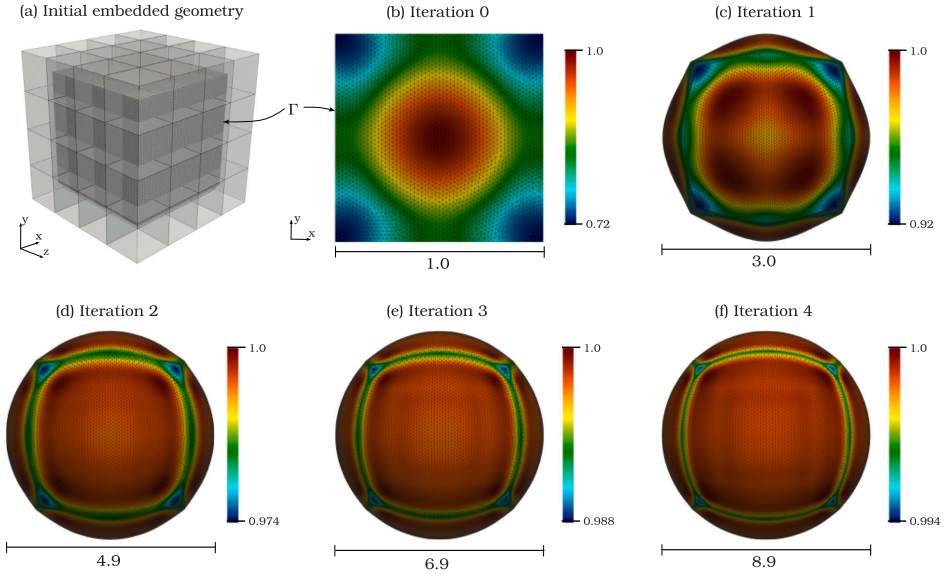 (a) Initial embedded geometry
(b) Iteration 0
(c) Iteration 1
Γ
y
x
z
y
x
1.0
0.72
1.0
0.92
1.0
3.0
(d) Iteration 2
(e) Iteration 3
(f) Iteration 4
1.0
0.974
1.0
0.988
1.0
0.994
4.9
6.9
8.9